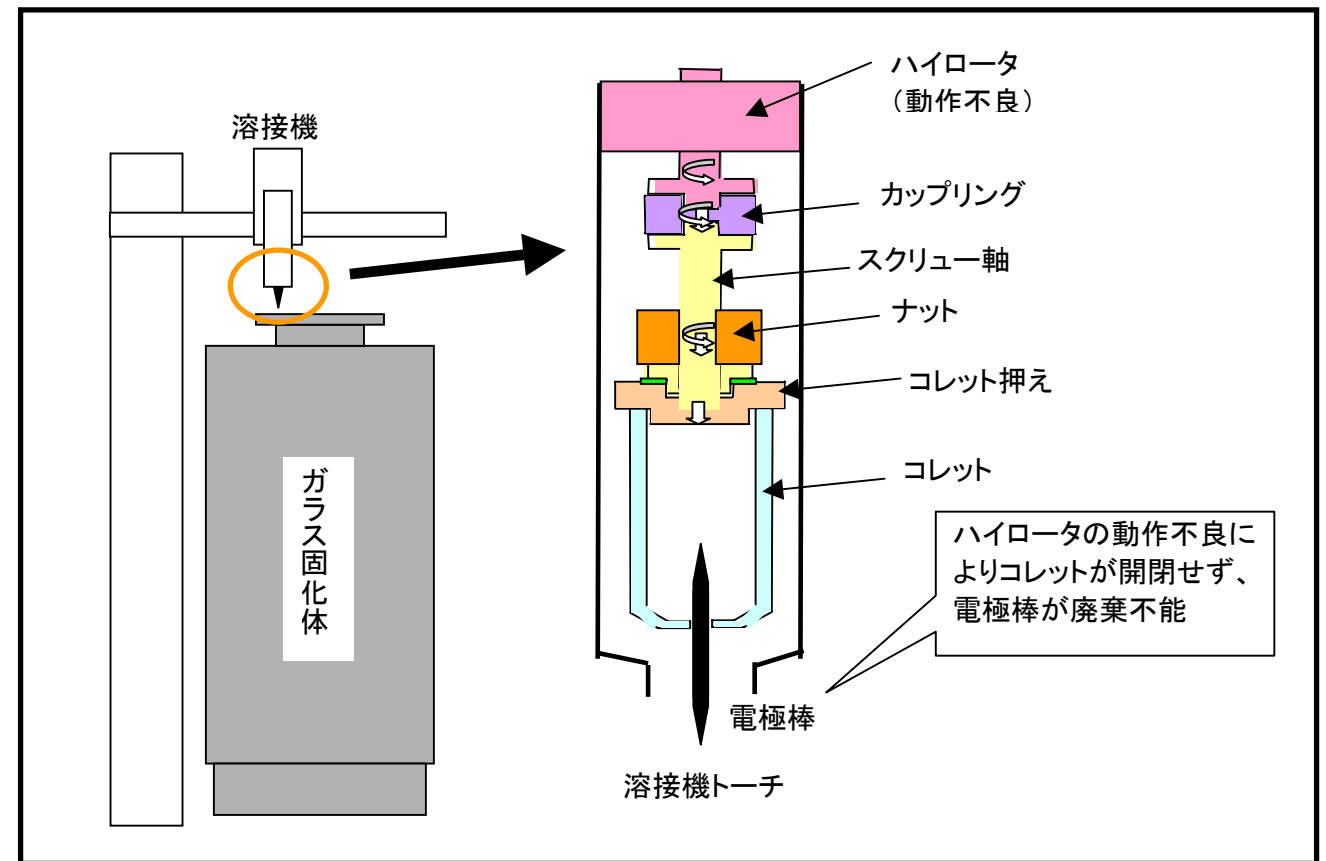 溶接機
ガラス固化体
ハイロータ
（動作不良）
カップリング
スクリュー軸
ナット
コレット押え
コレット
ハイロータの動作不良に
よりコレットが開閉せず、
電極棒が廃棄不能
電極棒
溶接機トーチ